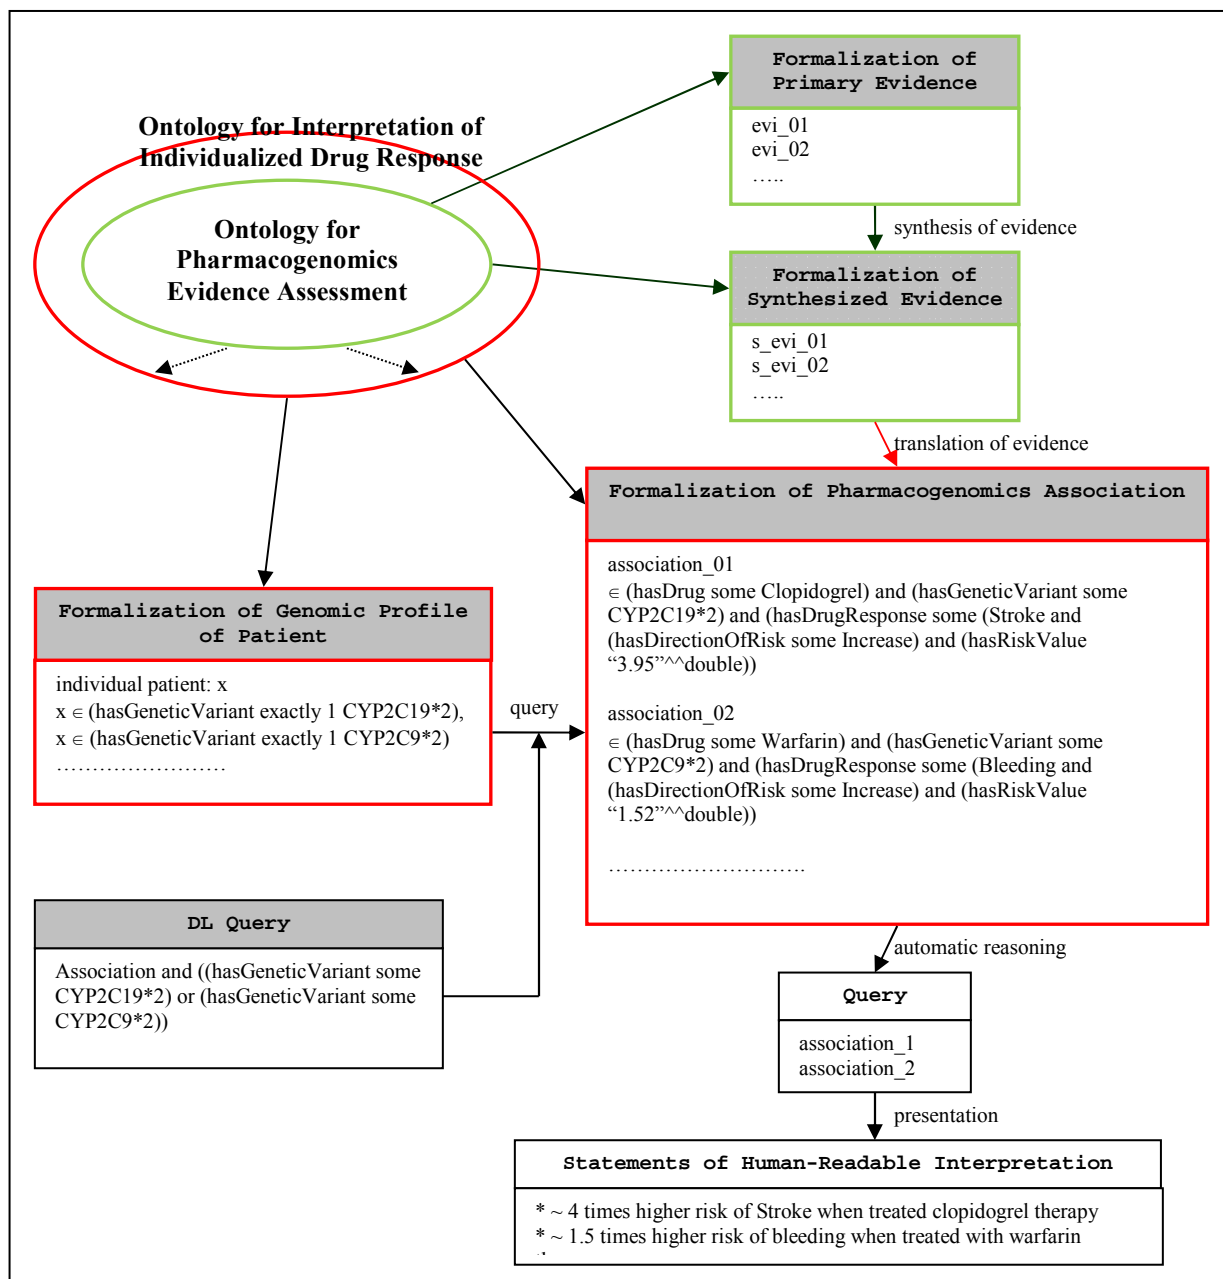 Formalization of
Primary Evidence
evi_01
evi_02
…..
Ontology for Interpretation of
Individualized Drug Response
Ontology for
Pharmacogenomics
Evidence Assessment
synthesis of evidence
Formalization of
Synthesized Evidence
s_evi_01
s_evi_02
…..
translation of evidence
Formalization of Pharmacogenomics Association
association_01
∈ (hasDrug some Clopidogrel) and (hasGeneticVariant some
CYP2C19*2) and (hasDrugResponse some (Stroke and
(hasDirectionOfRisk some Increase) and (hasRiskValue
“3.95”^^double))
association_02
∈ (hasDrug some Warfarin) and (hasGeneticVariant some
CYP2C9*2) and (hasDrugResponse some (Bleeding and
(hasDirectionOfRisk some Increase) and (hasRiskValue
“1.52”^^double))
……………………….
Formalization of Genomic Profile
of Patient
individual patient: x
x ∈ (hasGeneticVariant exactly 1 CYP2C19*2),
x ∈ (hasGeneticVariant exactly 1 CYP2C9*2)
……………………
query
DL Query
Association and ((hasGeneticVariant some
CYP2C19*2) or (hasGeneticVariant some
CYP2C9*2))
automatic reasoning
Query
association_1
association_2
presentation
Statements of Human-Readable Interpretation
* ~ 4 times higher risk of Stroke when treated clopidogrel therapy
* ~ 1.5 times higher risk of bleeding when treated with warfarin